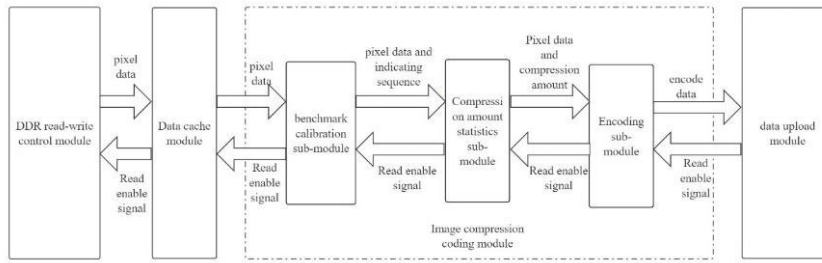 DDR read-write
control module
pixel
data
Read
enable
signal
Data cache
module
pixel
data
Read
enable
signal
benchmark
calibration
sub-module
pixel data and
indicating
sequence
Read enable
signal
Compressi
on amount
statistics
sub-
module
Pixel data
and
compression
amount
Read enable
signal
Encoding
sub-
module
encode data
Read
enable
signal
data upload
module
Image compression
coding module